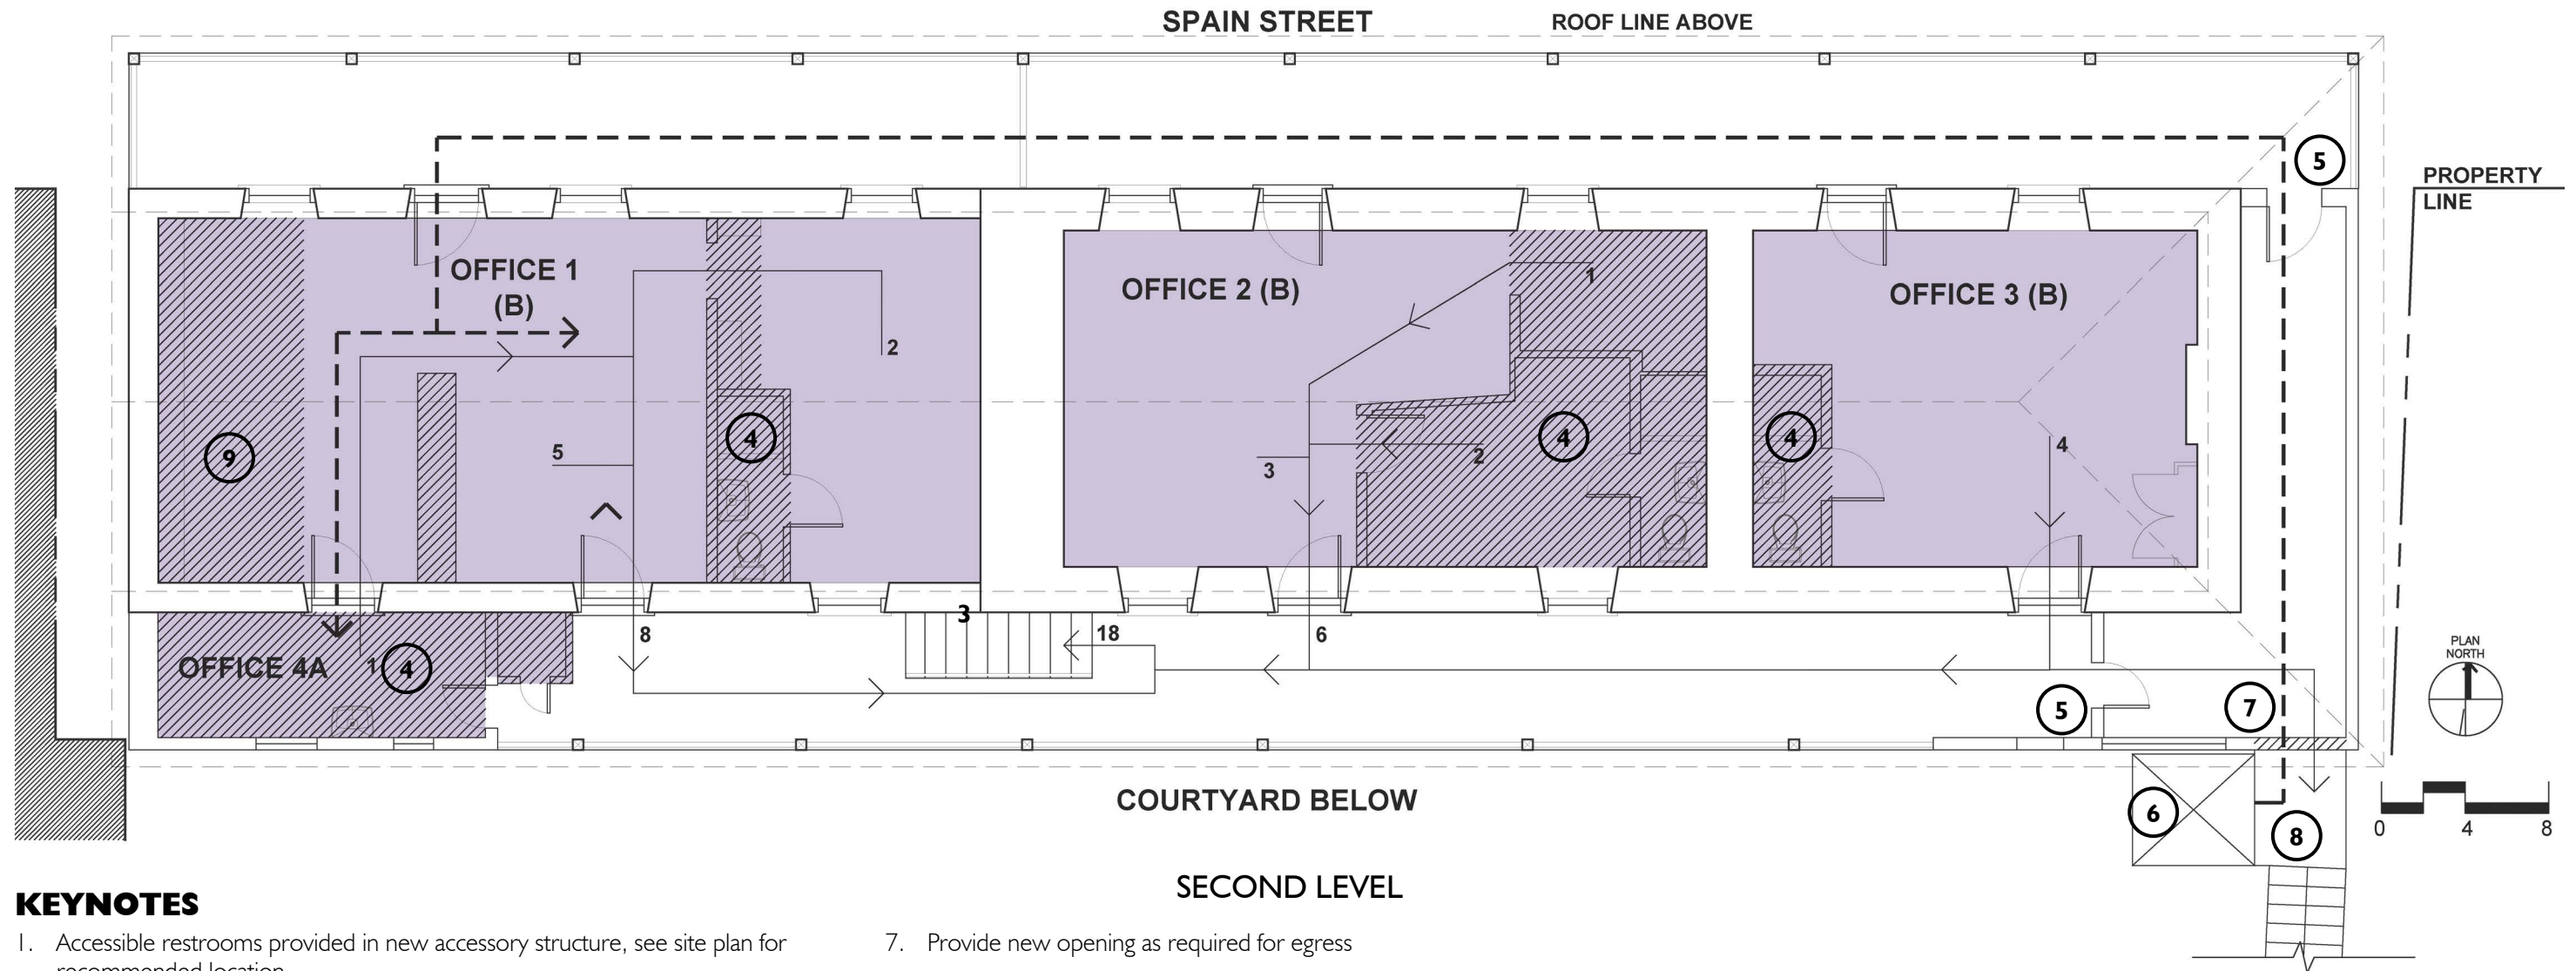 SPAIN STREET
ROOF LINE ABOVE
5
PROPERTY
LINE
OFFICE 1
(B)
OFFICE 2 (B)
1
OFFICE 3 (B)
2
9
5
4
3
2
4
4
4
3
8
18
6
OFFICE 4A
1
4
5
7
PLAN
NORTH
COURTYARD BELOW
6
8
0 4 8
SECOND LEVEL
KEYNOTES
1. Accessible restrooms provided in new accessory structure, see site plan for
recommended location
7. Provide new opening as required for egress